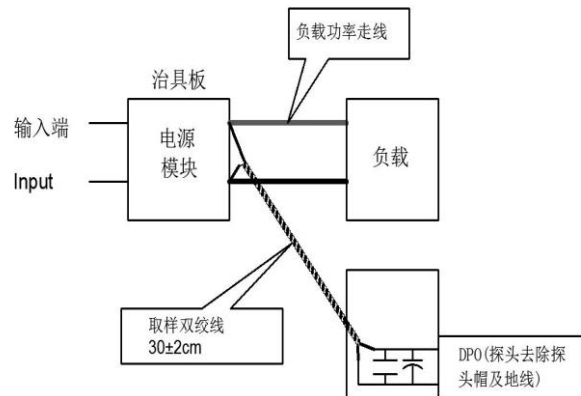 负载功率走线
治具板
输入端
Input
电源
模块
负载
取样双绞线
30±2cm
DPO(探头去除探
头帽及地线)